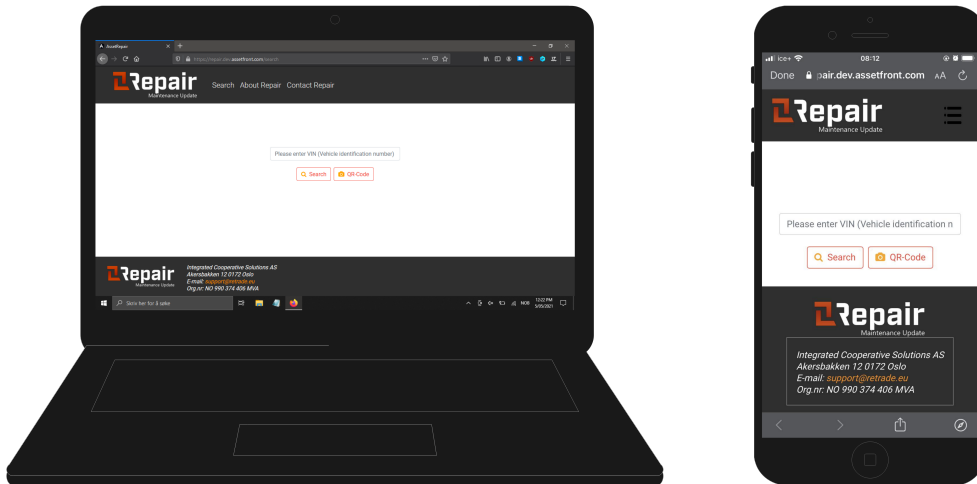 AssetRepair
https://repair.dev.assetfront.com/search
Repair
Maintenance Update
Search About Repair Contact Repair
Please enter VIN (Vehicle identification number)
Search QR-Code
Repair
Maintenance Update
Integrated Cooperative Solutions AS
Akersbakken 12 0172 Oslo
E-mail: support@retrade.eu
Org.nr: NO 990 374 406 MVA
Skriv her for å søke
NOB
12:22 PM
5/05/2021
ice+ 08:12
Done pair.dev.assetfront.com AA
Repair
Maintenance Update
Please enter VIN (Vehicle identification n
Search QR-Code
Repair
Maintenance Update
Integrated Cooperative Solutions AS
Akersbakken 12 0172 Oslo
E-mail: support@retrade.eu
Org.nr: NO 990 374 406 MVA